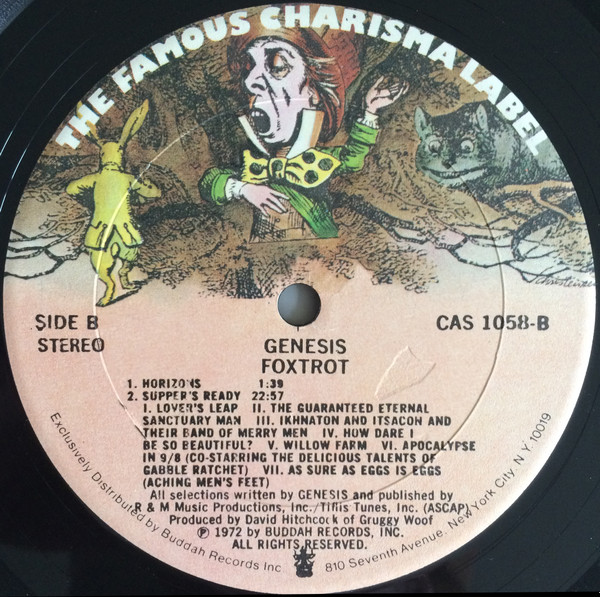 THE FAMOUS CHARISMA LABEL
SIDE B
STEREO
CAS 1058-B
GENESIS
FOXTROT
1. HORIZONS 1:39
2. SUPPER'S READY 22:57
I. LOVER'S LEAP II. THE GUARANTEED ETERNAL
SANCTUARY MAN III. IKHNATON AND ITSACON AND
THEIR BAND OF MERRY MEN IV. HOW DARE I
BE SO BEAUTIFUL? V. WILLOW FARM VI. APOCALYPSE
IN 9/8 (CO-STARRING THE DELICIOUS TALENTS OF
GABBLE RATCHET) VII. AS SURE AS EGGS IS EGGS
(ACHING MEN'S FEET)
All selections written by GENESIS and published by
R & M Music Productions, Inc./Tiflis Tunes, Inc. (ASCAP)
Produced by David Hitchcock of Gruggy Woof
℗ 1972 by BUDDAH RECORDS, INC.
ALL RIGHTS RESERVED.
Exclusively Distributed by Buddah Records Inc. 810 Seventh Avenue, New York City, N.Y. 10019